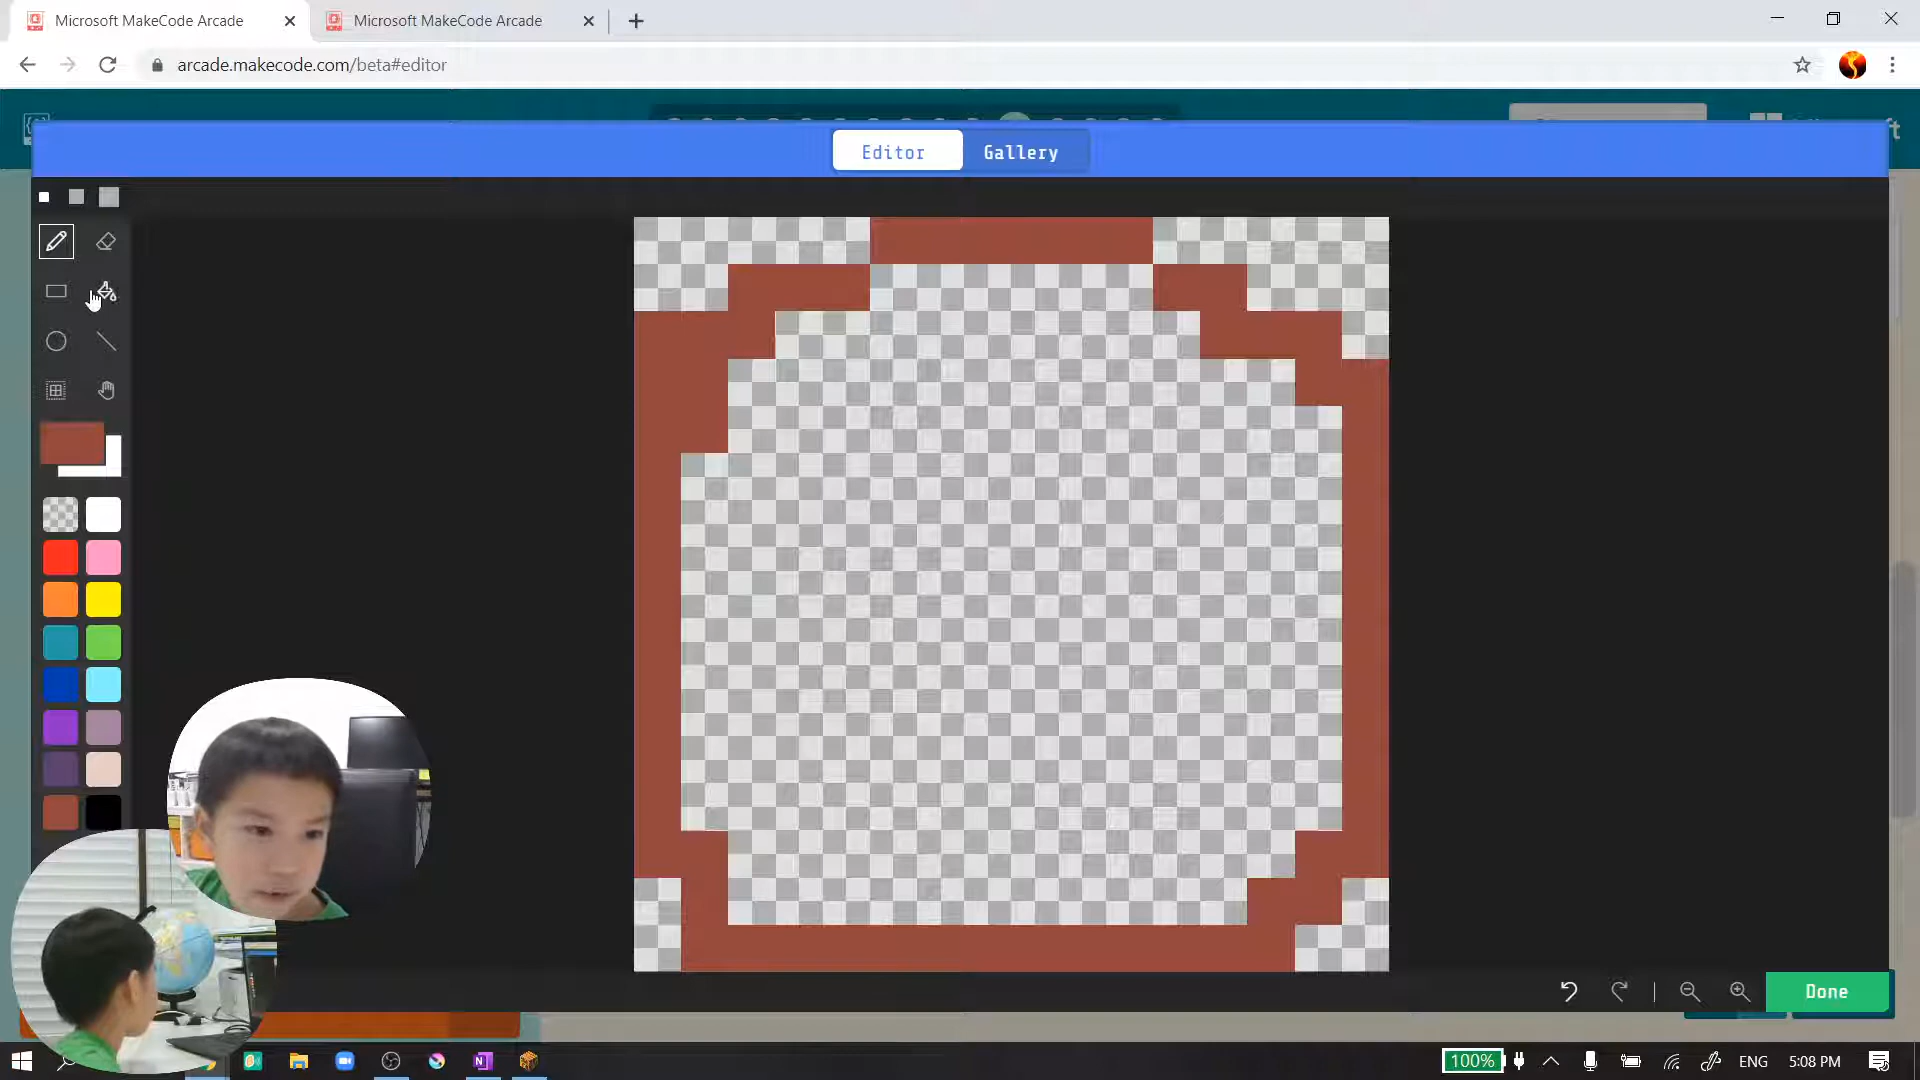 Microsoft MakeCode Arcade
Microsoft MakeCode Arcade
arcade.makecode.com/beta#editor
Editor
Gallery
Done
100%
ENG
5:08 PM